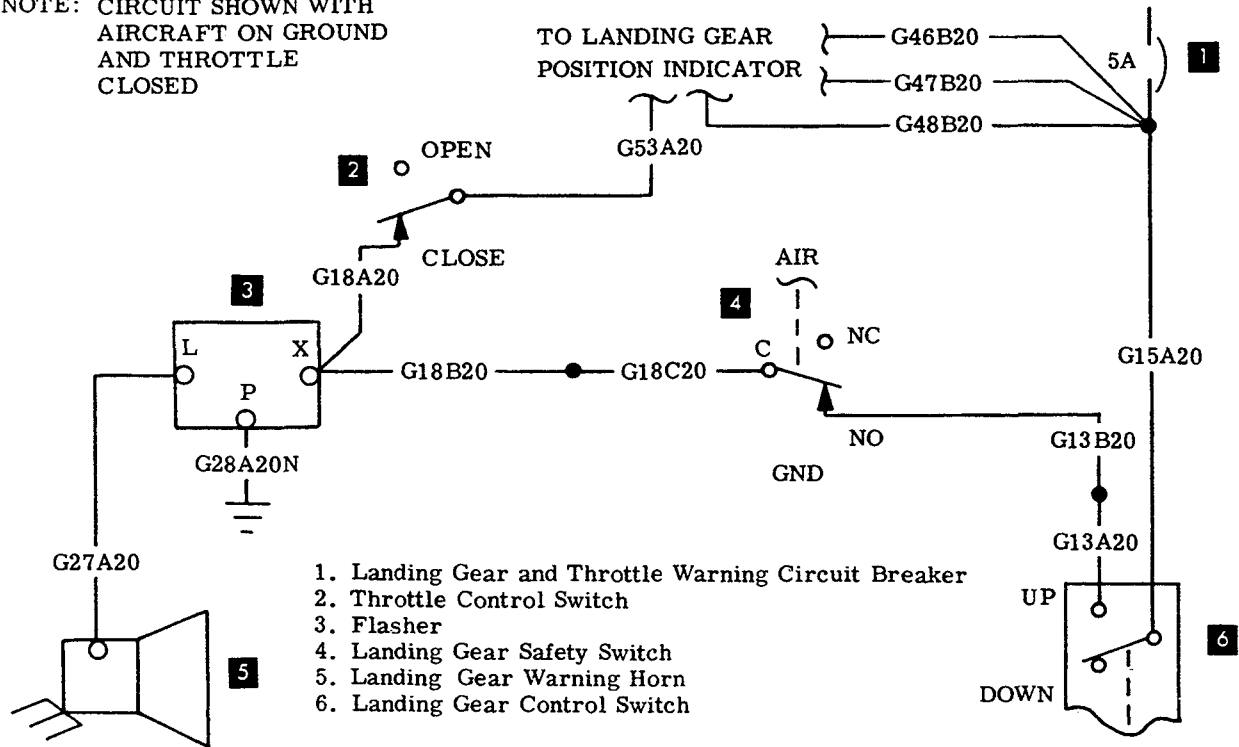 NOTE: CIRCUIT SHOWN WITH
AIRCRAFT ON GROUND
AND THROTTLE
CLOSED
TO LANDING GEAR
POSITION INDICATOR
G46B20
G47B20
G48B20
5A
1
G53A20
2
OPEN
CLOSE
G18A20
3
L
X
P
G18B20
G18C20
4
AIR
C
NC
NO
GND
G15A20
G13B20
G28A20N
G13A20
G27A20
UP
DOWN
6
5
1. Landing Gear and Throttle Warning Circuit Breaker
2. Throttle Control Switch
3. Flasher
4. Landing Gear Safety Switch
5. Landing Gear Warning Horn
6. Landing Gear Control Switch